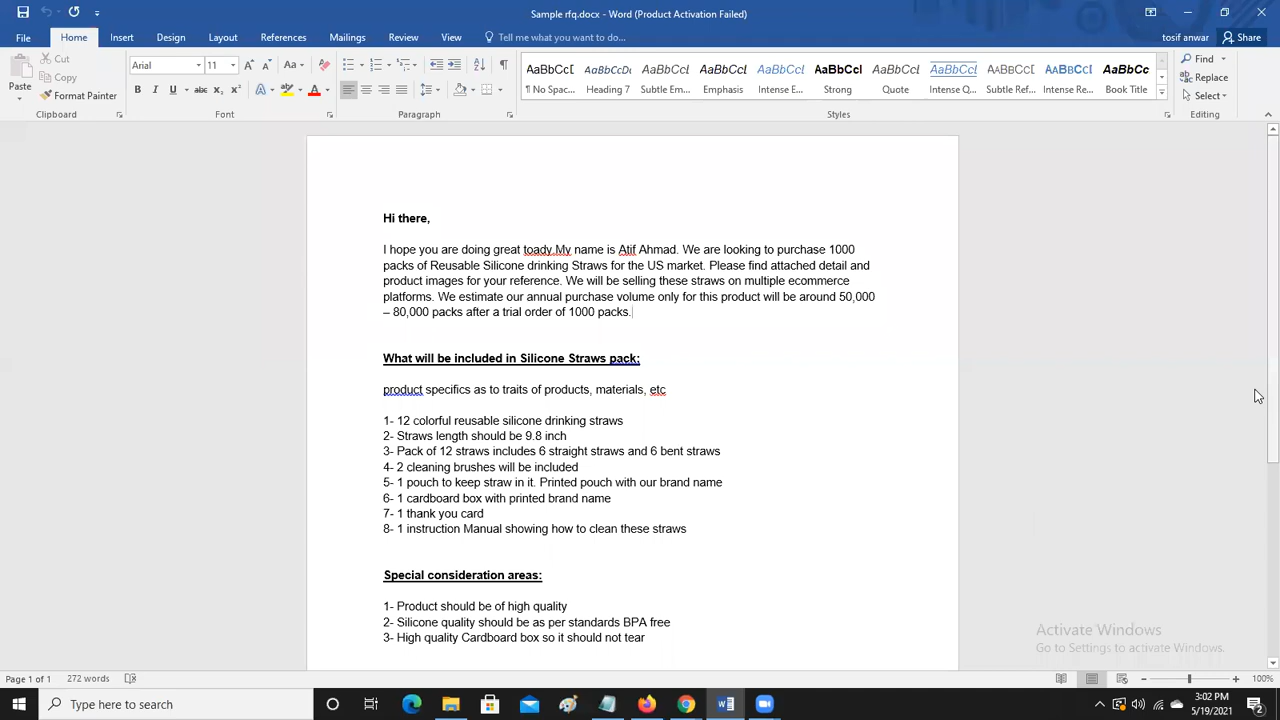 Sample rfq.docx - Word (Product Activation Failed)
File Home Insert Design Layout References Mailings Review View Tell me what you want to do... tosif anwar Share
Cut
Copy
Format Painter
Paste
Clipboard
Arial 11
Font
Paragraph
AaBbCcD AaBbCcDc AaBbCcL AaBbCcL AaBbCcL AaBbCcl AaBbCcL AaBbCcL AABBCCL AABBCCL AaBbCc
¶ No Spac... Heading 7 Subtle Em... Emphasis Intense E... Strong Quote Intense Q... Subtle Ref... Intense Re... Book Title
Styles
Find
Replace
Select
Editing
Hi there,
I hope you are doing great toady.My name is Atif Ahmad. We are looking to purchase 1000
packs of Reusable Silicone drinking Straws for the US market. Please find attached detail and
product images for your reference. We will be selling these straws on multiple ecommerce
platforms. We estimate our annual purchase volume only for this product will be around 50,000
– 80,000 packs after a trial order of 1000 packs.
What will be included in Silicone Straws pack:
product specifics as to traits of products, materials, etc
1- 12 colorful reusable silicone drinking straws
2- Straws length should be 9.8 inch
3- Pack of 12 straws includes 6 straight straws and 6 bent straws
4- 2 cleaning brushes will be included
5- 1 pouch to keep straw in it. Printed pouch with our brand name
6- 1 cardboard box with printed brand name
7- 1 thank you card
8- 1 instruction Manual showing how to clean these straws
Special consideration areas:
1- Product should be of high quality
2- Silicone quality should be as per standards BPA free
3- High quality Cardboard box so it should not tear
Activate Windows
Go to Settings to activate Windows.
Page 1 of 1 272 words 100%
Type here to search
3:02 PM
5/19/2021
2